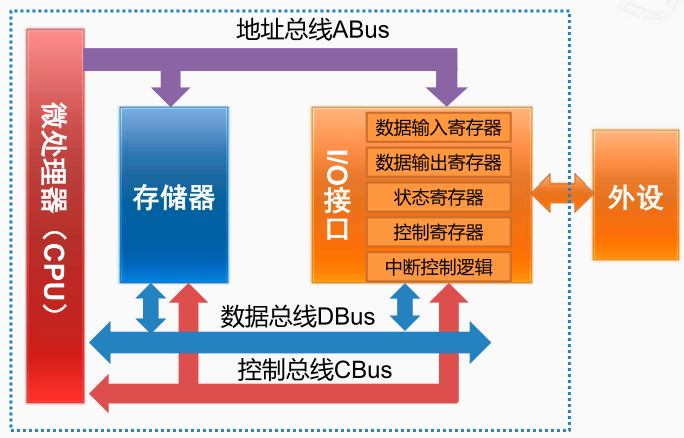 地址总线ABus
微处理器（CPU）
存储器
I/O接口
数据输入寄存器
数据输出寄存器
状态寄存器
控制寄存器
中断控制逻辑
外设
数据总线DBus
控制总线CBus